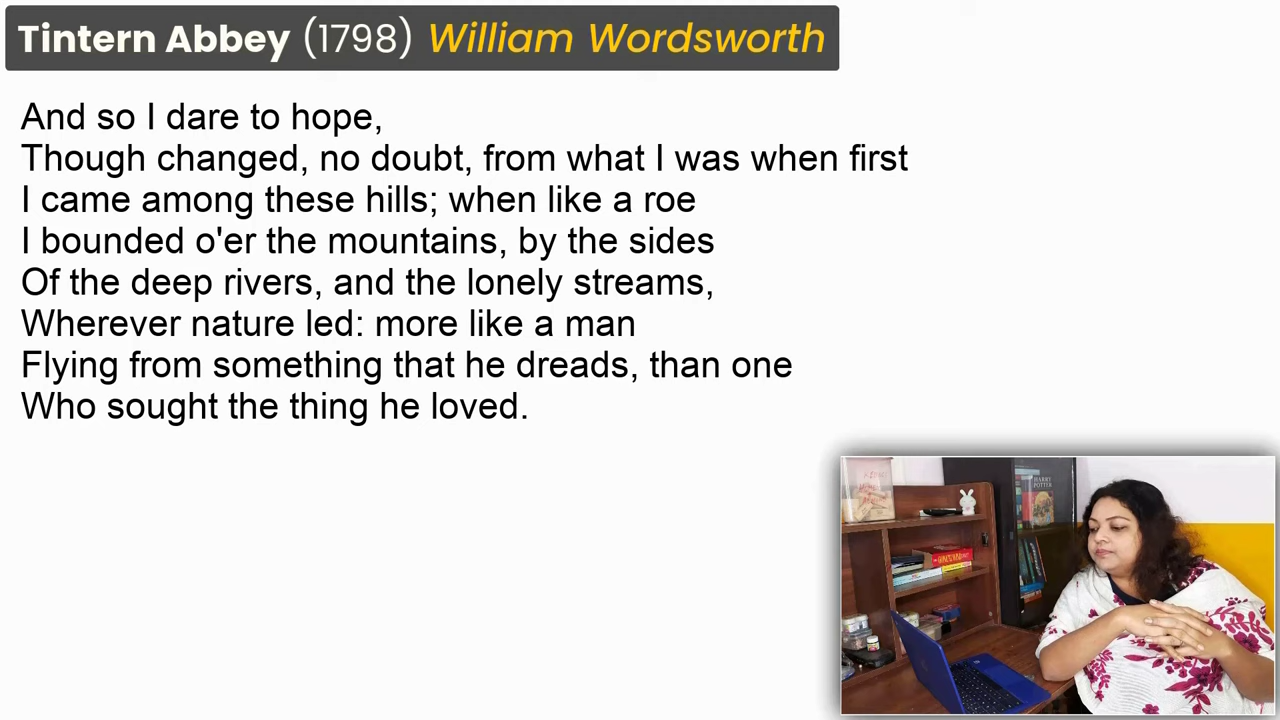 Tintern Abbey (1798) William Wordsworth
And so I dare to hope,
Though changed, no doubt, from what I was when first
I came among these hills; when like a roe
I bounded o'er the mountains, by the sides
Of the deep rivers, and the lonely streams,
Wherever nature led: more like a man
Flying from something that he dreads, than one
Who sought the thing he loved.
HARRY
POTTER